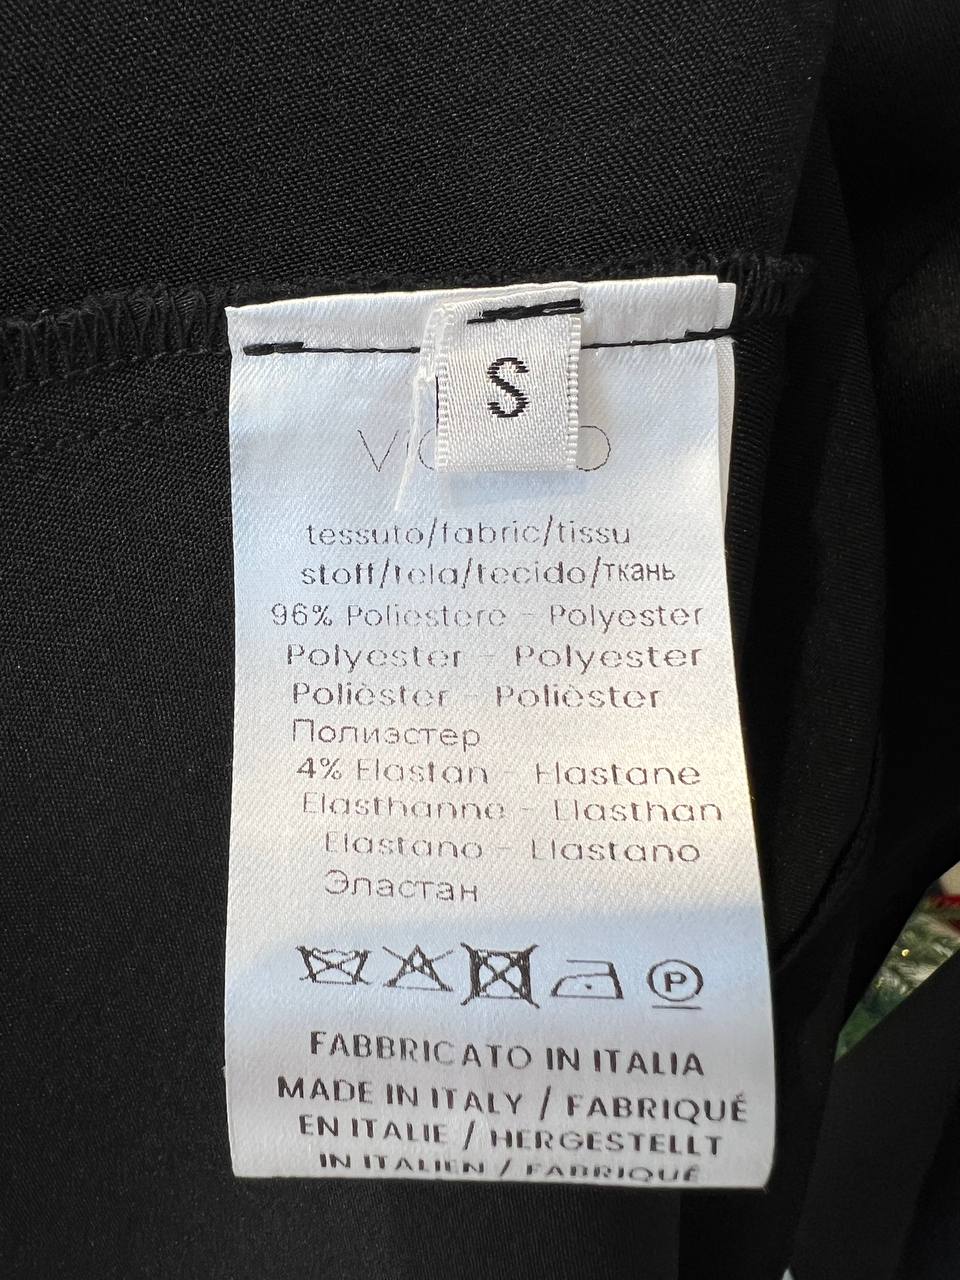 S
tessuto/fabric/tissu
stoff/tela/tecido/ткань
96% Poliestere - Polyester
Polyester - Polyester
Polièster - Polièster
Полиэстер
4% Elastan - Elastane
Elasthanne - Elasthan
Elastano - Elastano
Эластан
P
FABBRICATO IN ITALIA
MADE IN ITALY / FABRIQUÉ
EN ITALIE / HERGESTELLT
IN ITALIEN / FABRIQUÉ